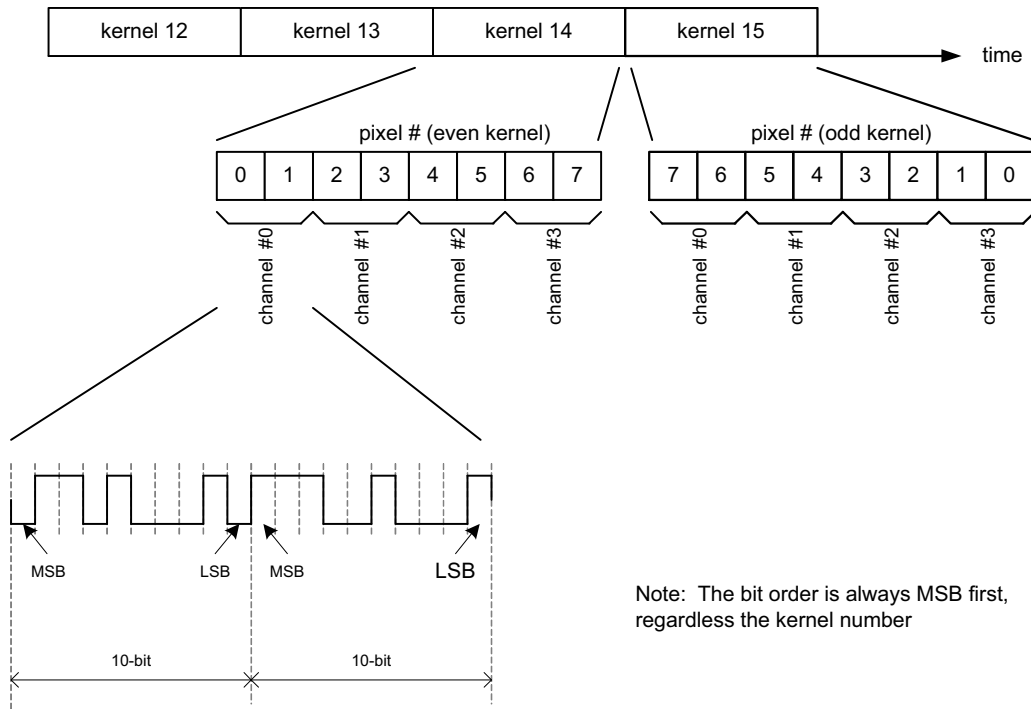 kernel 12 kernel 13 kernel 14 kernel 15
time
pixel # (even kernel) pixel # (odd kernel)
0 1 2 3 4 5 6 7 7 6 5 4 3 2 1 0
channel #0 channel #1 channel #2 channel #3 channel #0 channel #1 channel #2 channel #3
MSB LSB MSB LSB
Note: The bit order is always MSB first,
regardless the kernel number
10-bit 10-bit